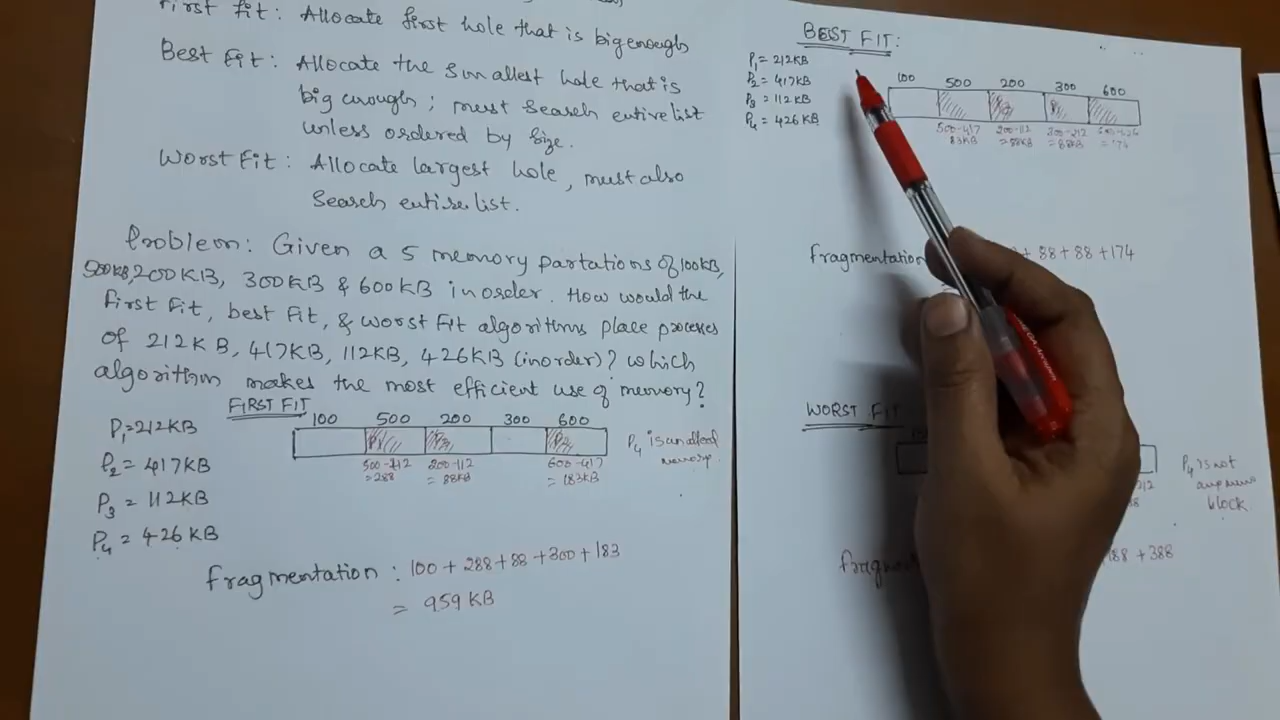 First Fit: Allocate first hole that is big enough
Best Fit: Allocate the smallest hole that is
big enough; must search entire list
unless ordered by size.
Worst Fit: Allocate largest hole, must also
search entire list.
Problem: Given a 5 memory partations of 100KB,
500KB, 200KB, 300KB & 600KB in order. How would the
first fit, best fit, & worst fit algorithms place processes
of 212KB, 417KB, 112KB, 426KB (in order)? Which
algorithm makes the most efficient use of memory?
FIRST FIT
100 500 200 300 600
P1=212KB
P2=417KB
P3=112KB
P4=426KB
P1 P3 P2
500-212
=288
200-112
=88KB
600-417
=183KB
P4 is
memory.
fragmentation: 100+288+88+300+183
= 959KB
BEST FIT:
P1=212KB
P2=417KB
P3=112KB
P4=426KB
100 500 200 300 600
500-417
83KB
200-112
=88KB
300-212
=88KB
600-426
=174
fragmentation
+88+88+174
WORST FIT
P4 is not
block
188+388